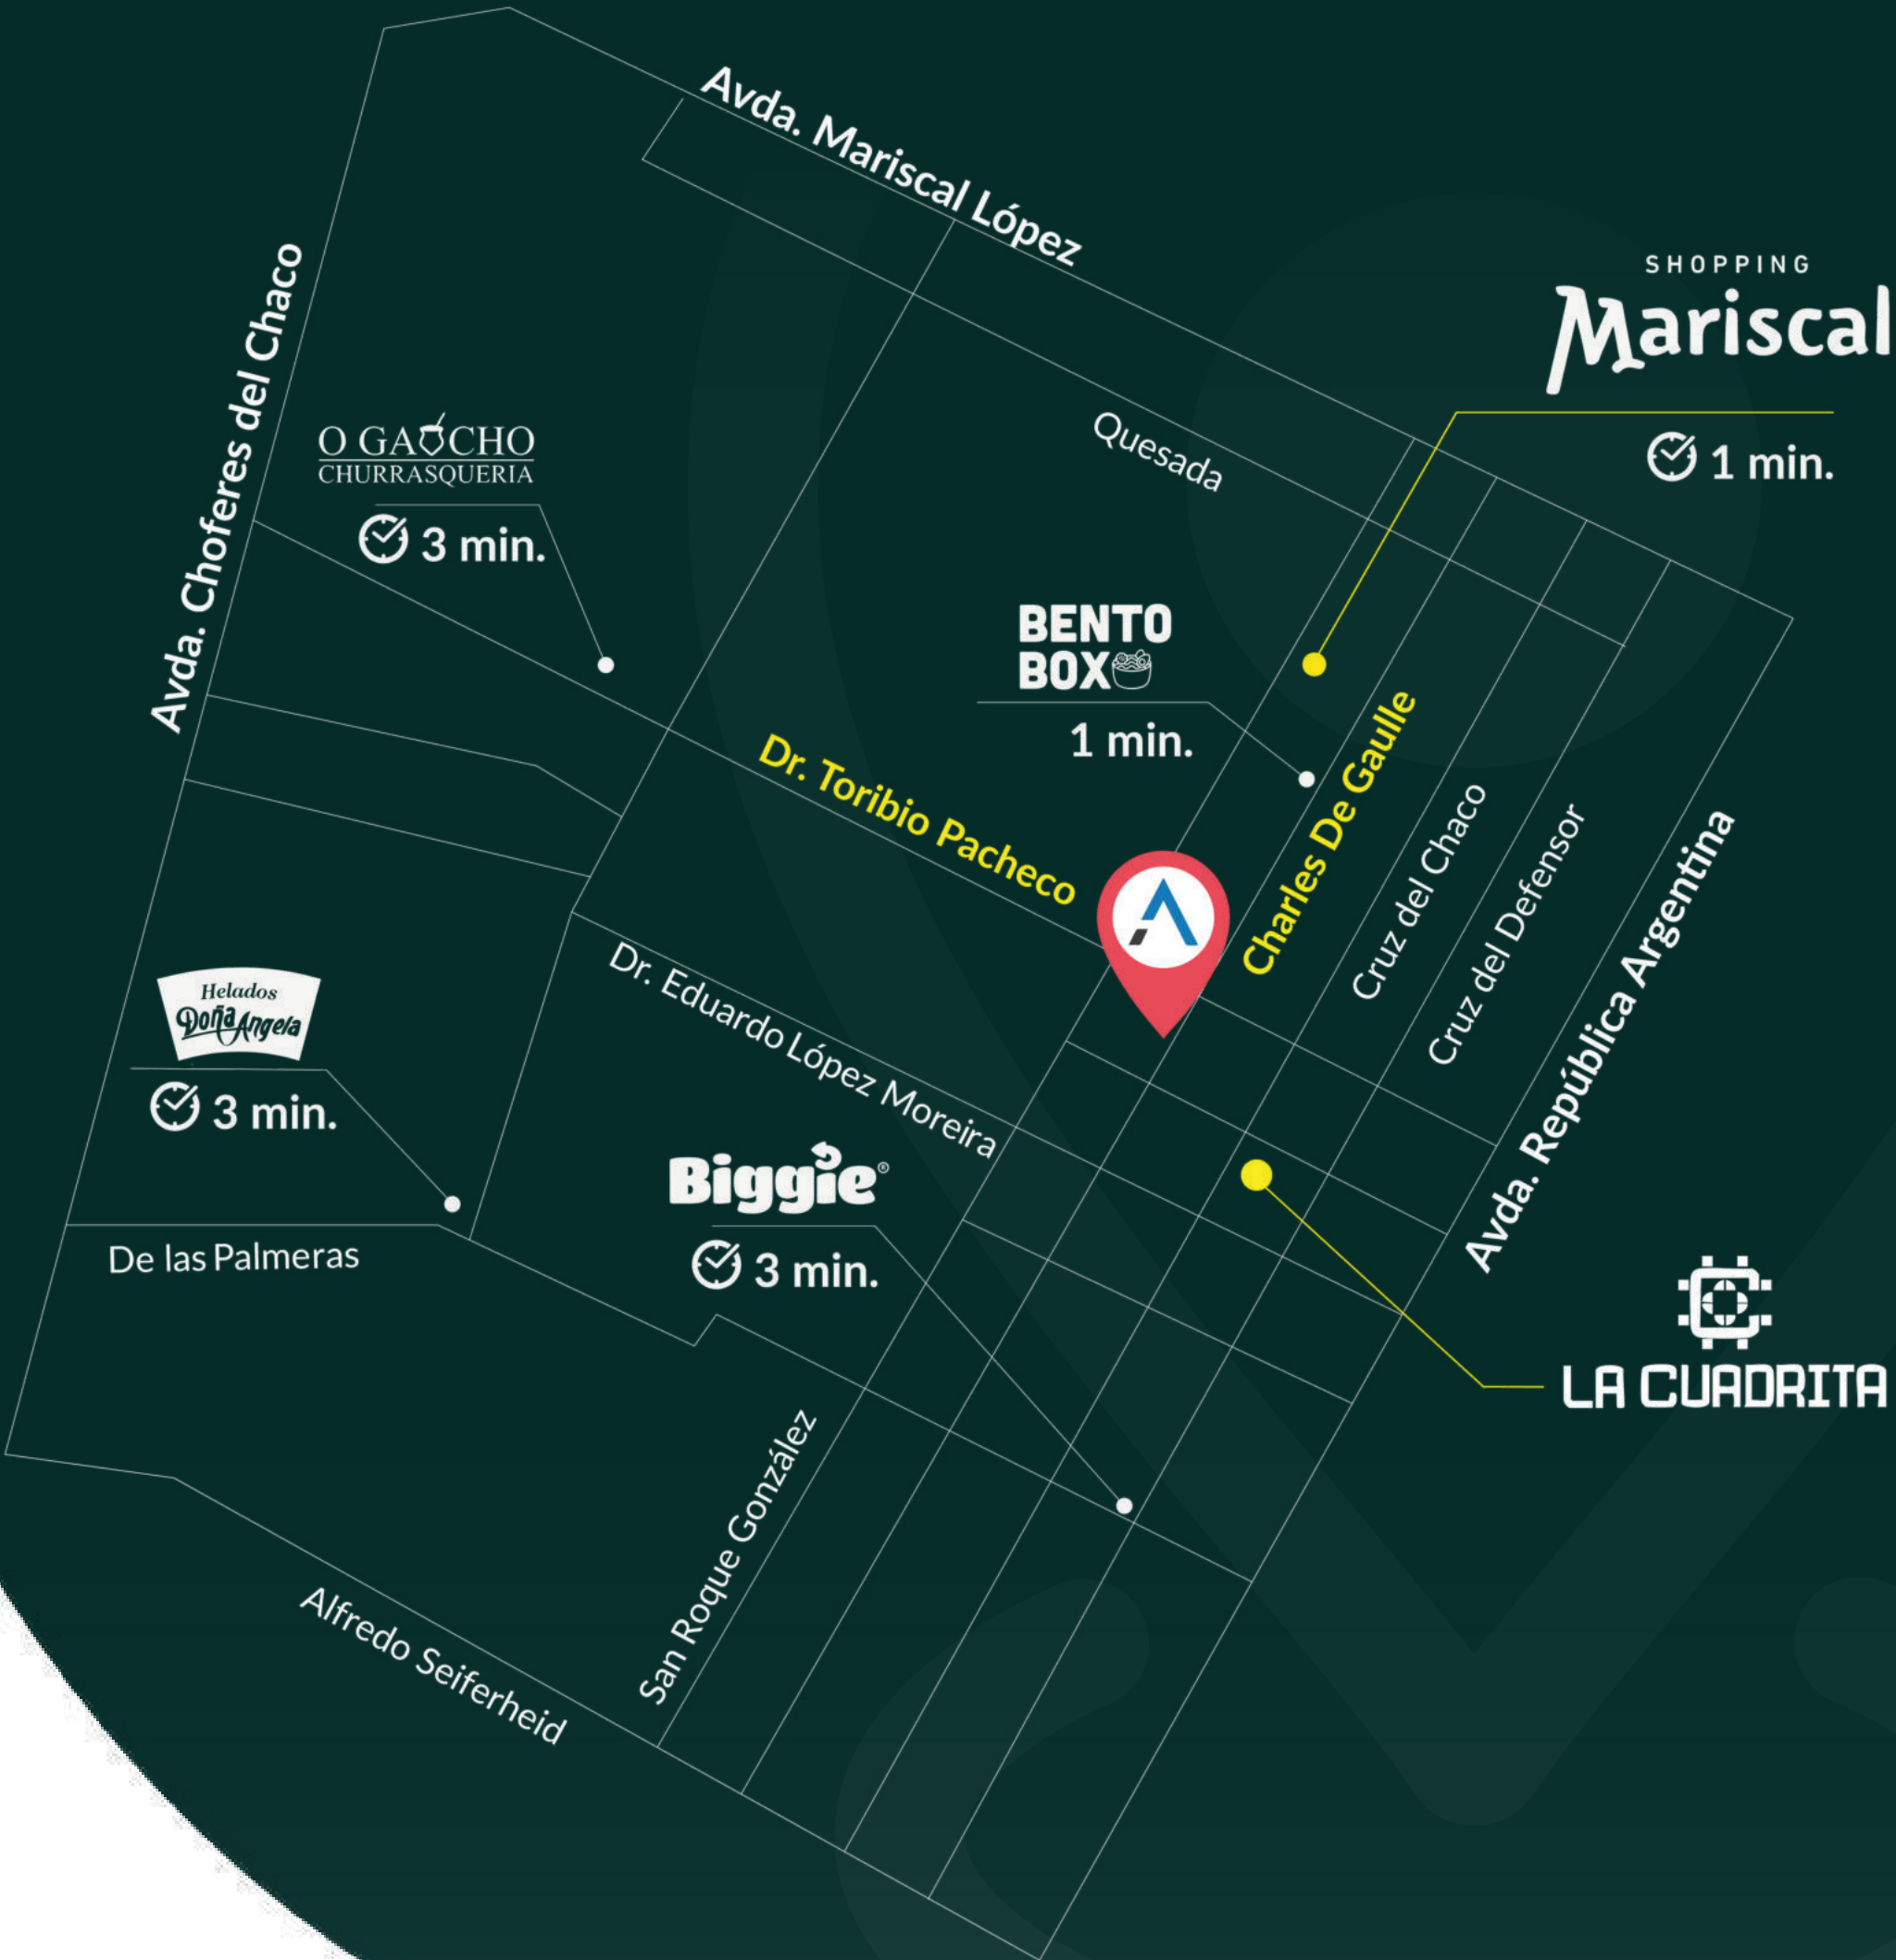 Avda. Mariscal López
SHOPPING
Mariscal
1 min.
Avda. Choferes del Chaco
O GAUCHO
CHURRASQUERIA
3 min.
Quesada
BENTO
BOX
1 min.
Dr. Toribio Pacheco
Charles De Gaulle
Cruz del Chaco
Cruz del Defensor
Avda. República Argentina
Dr. Eduardo López Moreira
Helados
Doña Angela
3 min.
De las Palmeras
Biggie®
3 min.
LA CUADRITA
San Roque González
Alfredo Seiferheid